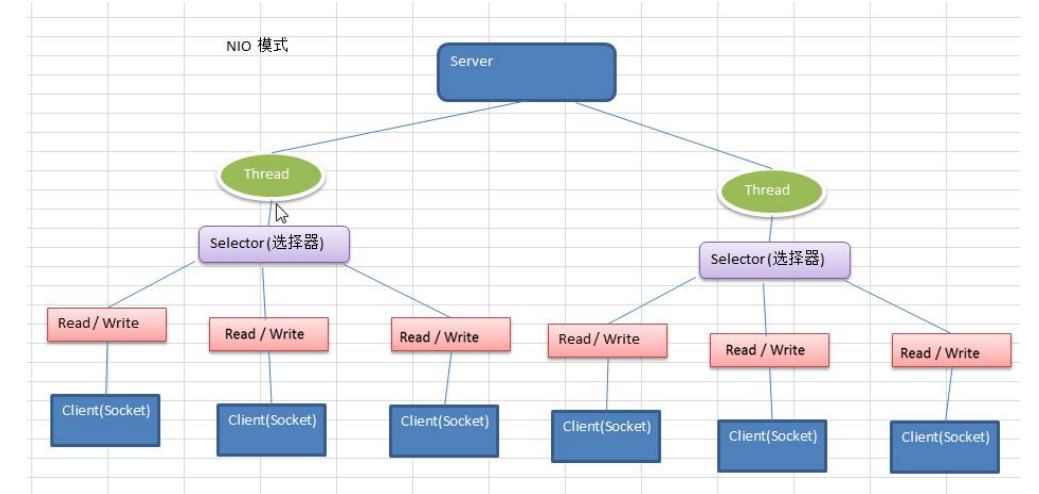 NIO 模式
Server
Thread
Thread
Selector(选择器)
Selector(选择器)
Read / Write
Read / Write
Read / Write
Read / Write
Read / Write
Read / Write
Client(Socket)
Client(Socket)
Client(Socket)
Client(Socket)
Client(Socket)
Client(Socket)